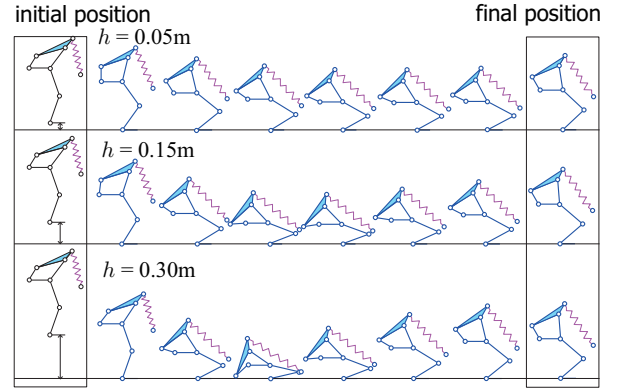 initial position
final position
h = 0.05m
h = 0.15m
h = 0.30m